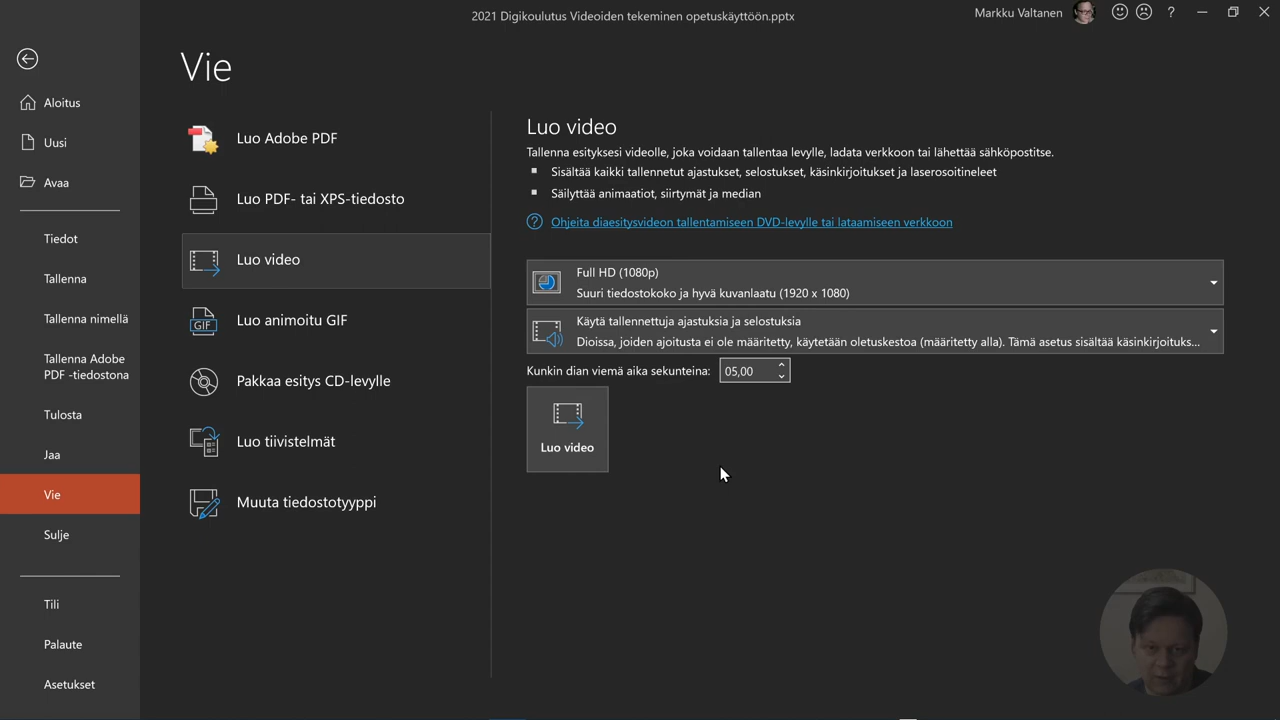 2021 Digikoulutus Videoiden tekeminen opetuskäyttöön.pptx
Markku Valtanen
?
Aloitus
Uusi
Avaa
Tiedot
Tallenna
Tallenna nimellä
Tallenna Adobe
PDF -tiedostona
Tulosta
Jaa
Vie
Sulje
Tili
Palaute
Asetukset
Vie
Luo Adobe PDF
Luo PDF- tai XPS-tiedosto
Luo video
GIF
Luo animoitu GIF
Pakkaa esitys CD-levylle
Luo tiivistelmät
Muuta tiedostotyyppi
Luo video
Tallenna esityksesi videolle, joka voidaan tallentaa levylle, ladata verkkoon tai lähettää sähköpostitse.
Sisältää kaikki tallennetut ajastukset, selostukset, käsinkirjoitukset ja laserosoitineleet
Säilyttää animaatiot, siirtymät ja median
? Ohjeita diaesitysvideon tallentamiseen DVD-levylle tai lataamiseen verkkoon
Full HD (1080p)
Suuri tiedostokoko ja hyvä kuvanlaatu (1920 x 1080)
Käytä tallennettuja ajastuksia ja selostuksia
Dioissa, joiden ajoitusta ei ole määritetty, käytetään oletuskestoa (määritetty alla). Tämä asetus sisältää käsinkirjoituks...
Kunkin dian viemä aika sekunteina: 05,00
Luo video